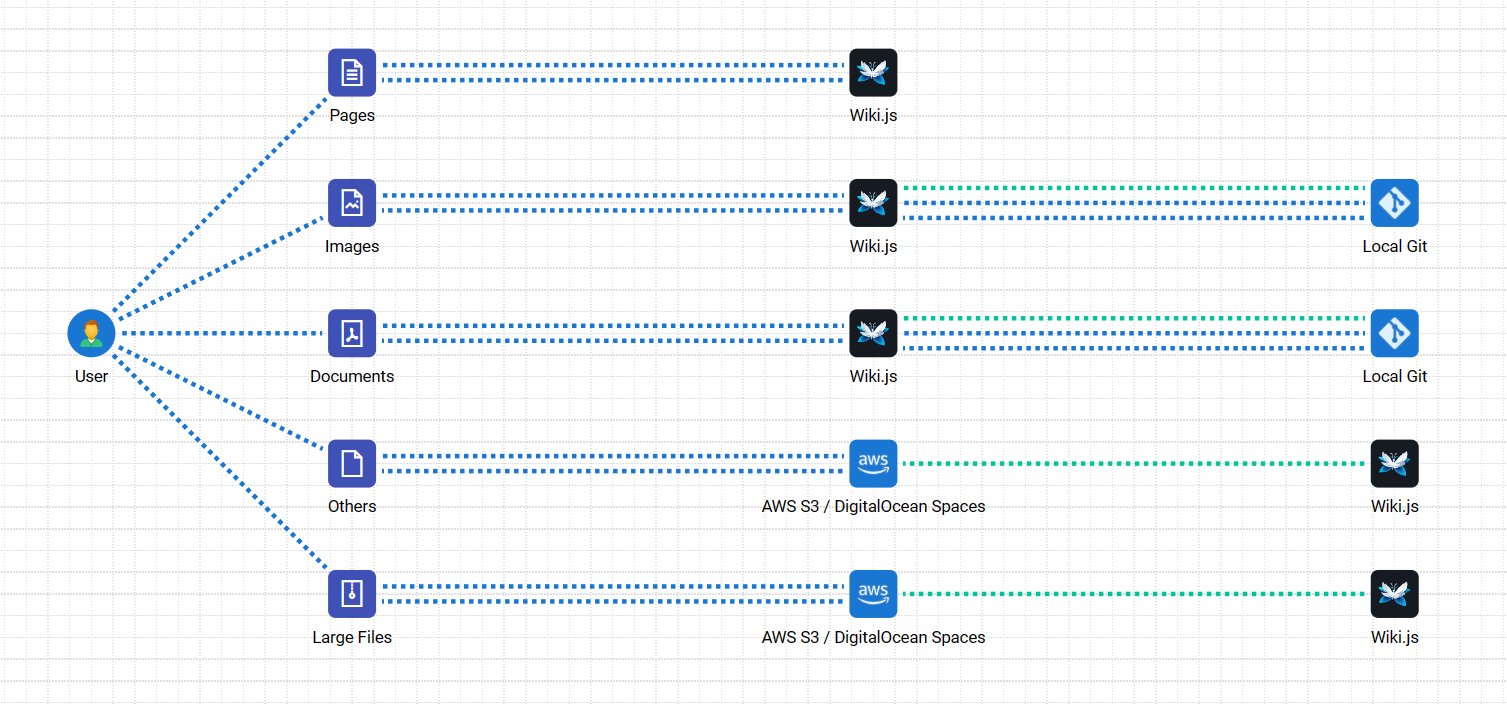 Pages
Wiki.js
Images
Wiki.js
Local Git
User
Documents
Wiki.js
Local Git
aws
Others
AWS S3 / DigitalOcean Spaces
Wiki.js
aws
Large Files
AWS S3 / DigitalOcean Spaces
Wiki.js